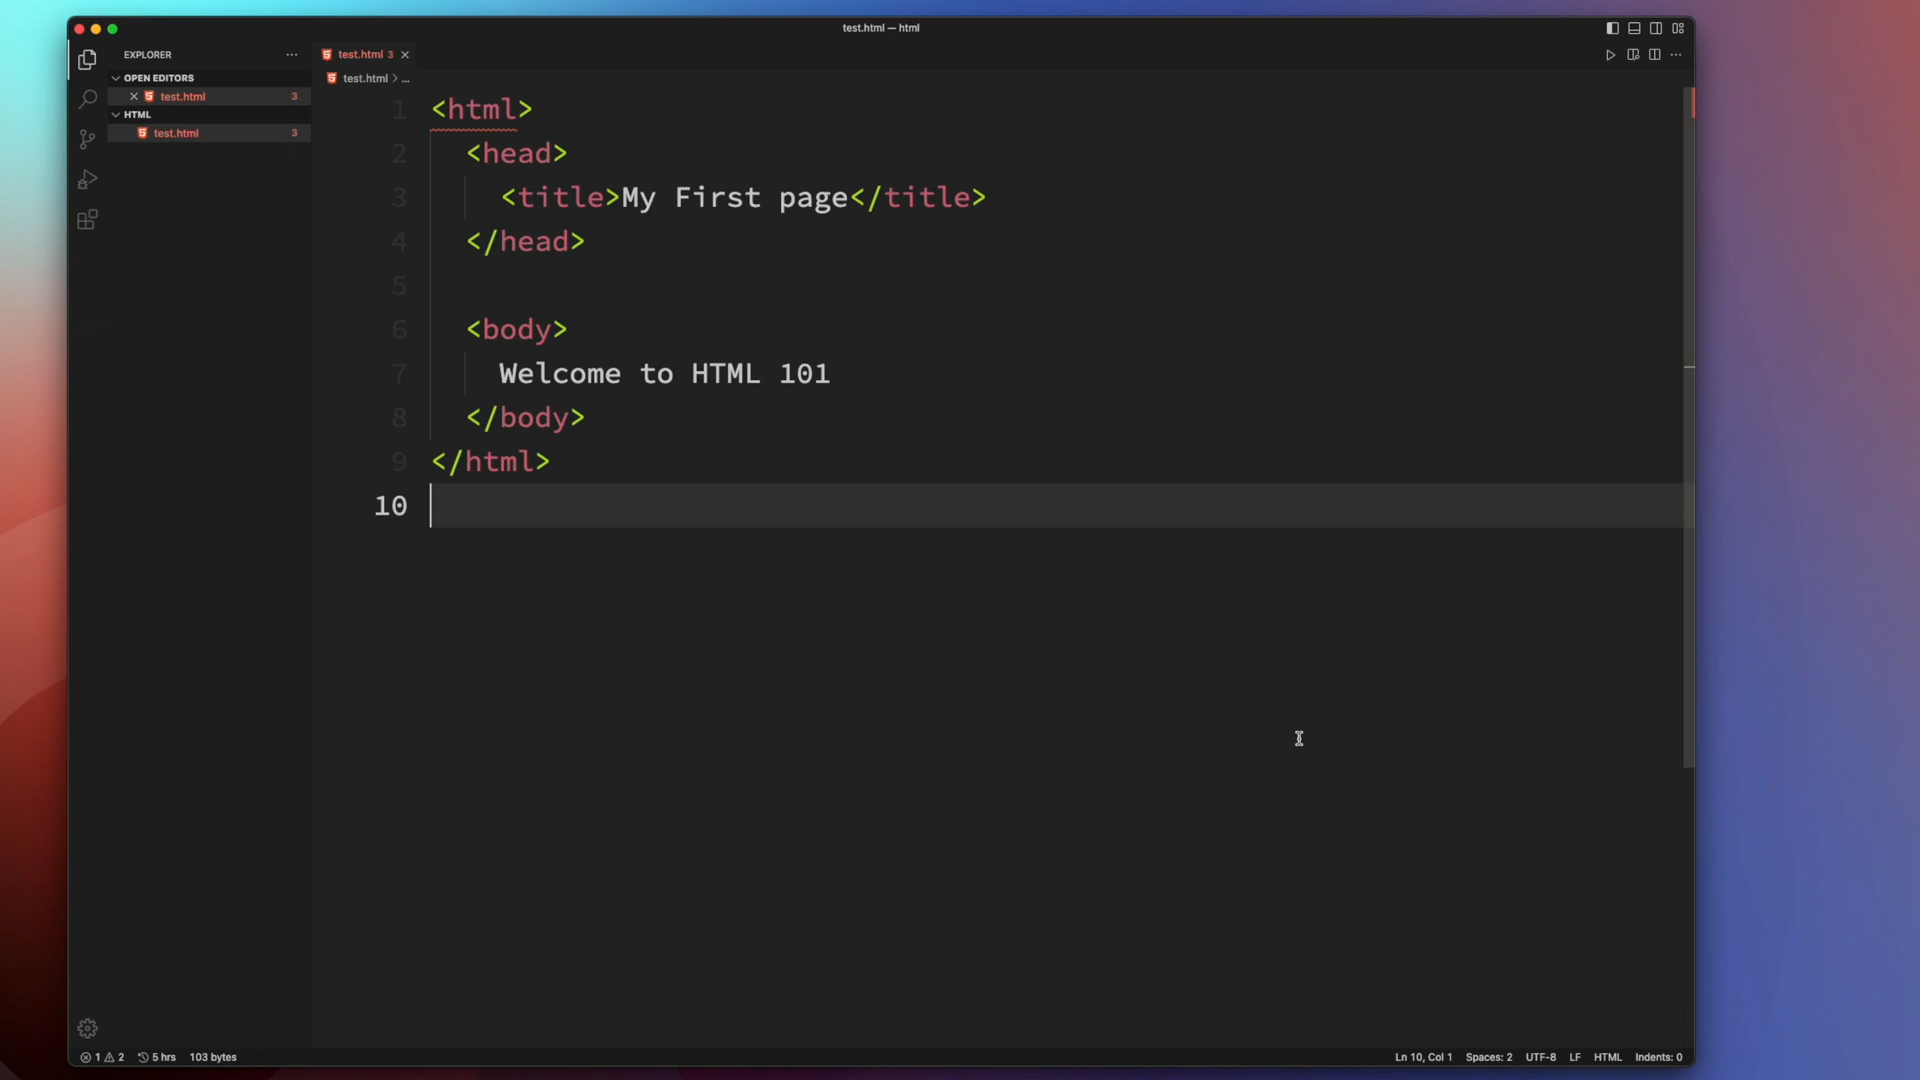 test.html — html
EXPLORER
OPEN EDITORS
test.html 3
HTML
test.html 3
test.html 3
test.html > ...
1 <html>
2 <head>
3 <title>My First page</title>
4 </head>
5
6 <body>
7 Welcome to HTML 101
8 </body>
9 </html>
10
1 2 5 hrs 103 bytes
Ln 10, Col 1 Spaces: 2 UTF-8 LF HTML Indents: 0